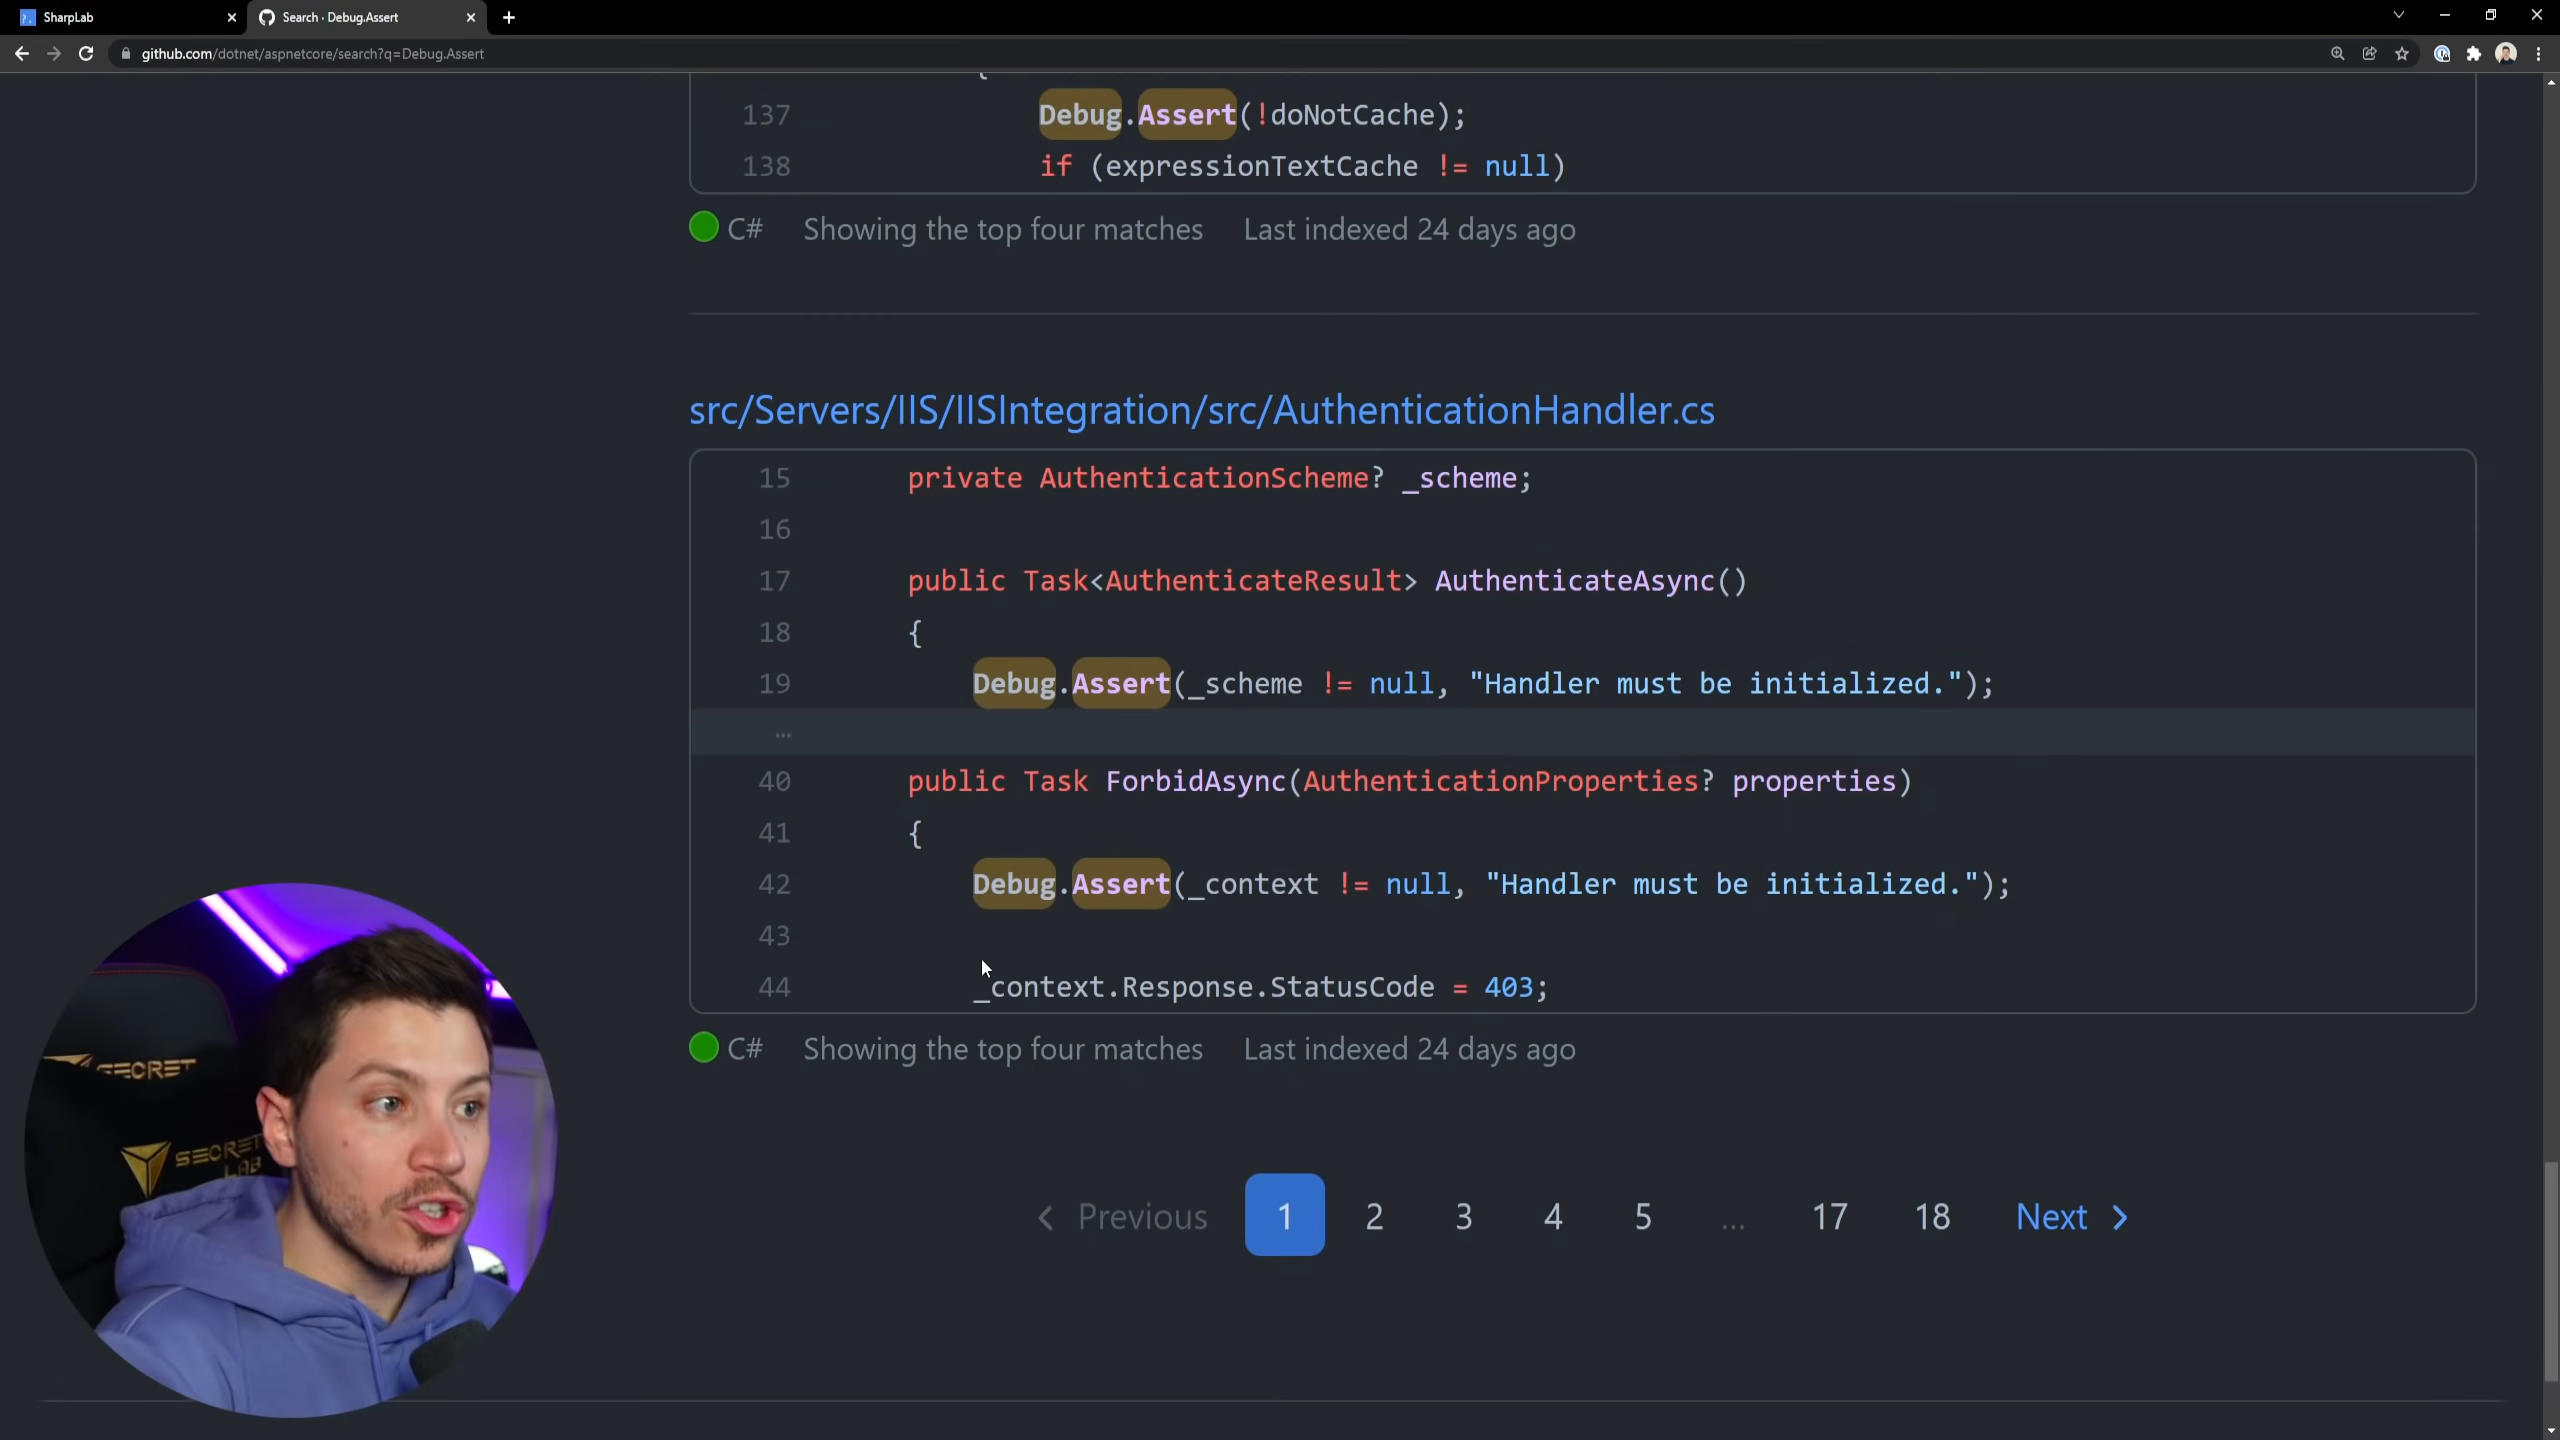 SharpLab
Search · Debug.Assert
github.com/dotnet/aspnetcore/search?q=Debug.Assert
{
137 Debug.Assert(!doNotCache);
138 if (expressionTextCache != null)
C# Showing the top four matches Last indexed 24 days ago
src/Servers/IIS/IISIntegration/src/AuthenticationHandler.cs
15 private AuthenticationScheme? _scheme;
16
17 public Task<AuthenticateResult> AuthenticateAsync()
18 {
19 Debug.Assert(_scheme != null, "Handler must be initialized.");
...
40 public Task ForbidAsync(AuthenticationProperties? properties)
41 {
42 Debug.Assert(_context != null, "Handler must be initialized.");
43
44 _context.Response.StatusCode = 403;
C# Showing the top four matches Last indexed 24 days ago
SECRET
SECRET
LAB
Previous 1 2 3 4 5 ... 17 18 Next